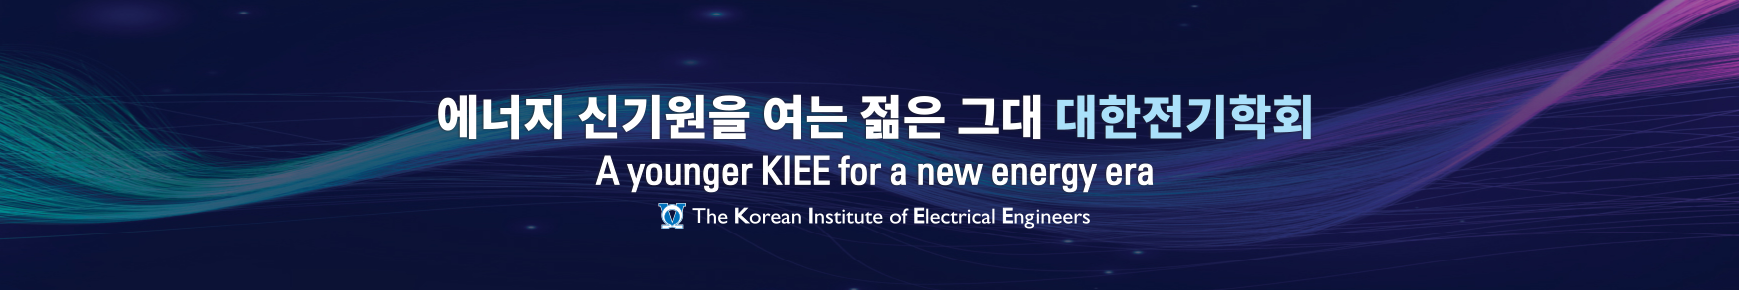 에너지 신기원을 여는 젊은 그대 대한전기학회
A younger KIEE for a new energy era
The Korean Institute of Electrical Engineers